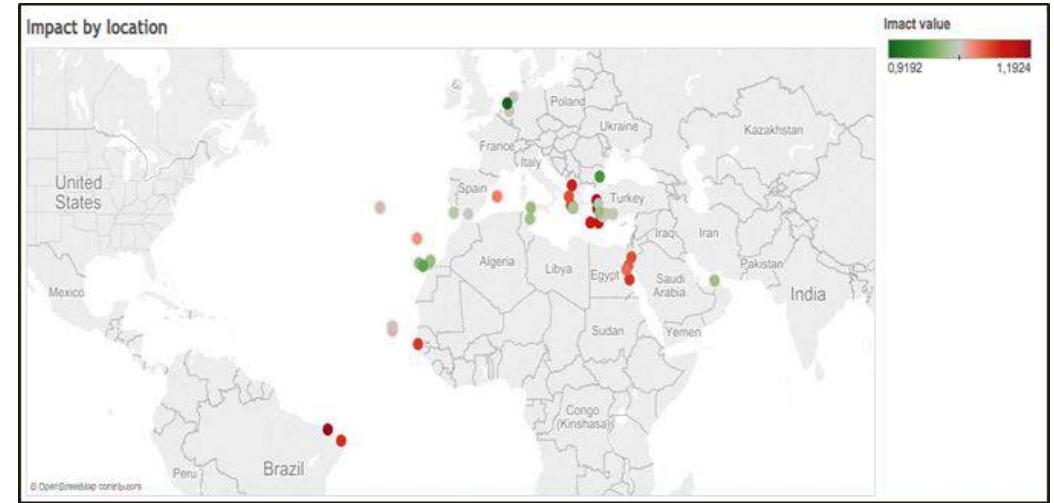 Impact by location
Imact value
0,9192 1,1924
Poland
Ukraine
Kazakhstan
France
Italy
United
States
Spain
Turkey
Iraq
Iran
Algeria
Libya
Egypt
Saudi
Arabia
Pakistan
India
Mexico
Sudan
Yemen
Congo
(Kinshasa)
Peru
Brazil
© OpenStreetMap contributors